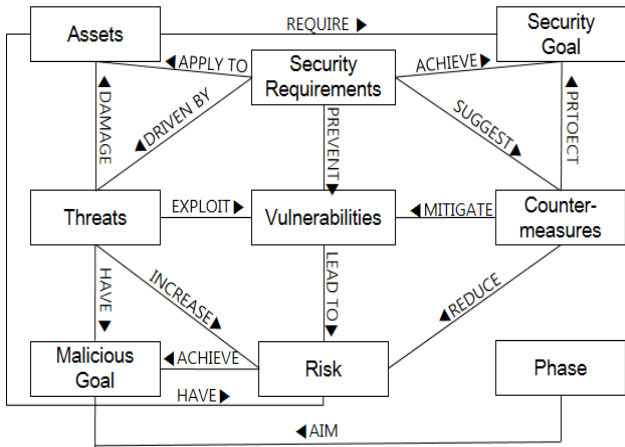 Assets
REQUIRE ▶
Security
Goal
◀APPLY TO
Security
Requirements
ACHIEVE▶
▲DAMAGE
▲DRIVEN BY
PREVENT▼
SUGGEST▲
▲PRTOECT
Threats
EXPLOIT▶
Vulnerabilities
◀MITIGATE
Counter-
measures
HAVE ▼
INCREASE▲
LEAD TO▼
▲REDUCE
Malicious
Goal
◀ACHIEVE
Risk
Phase
HAVE▶
◀AIM